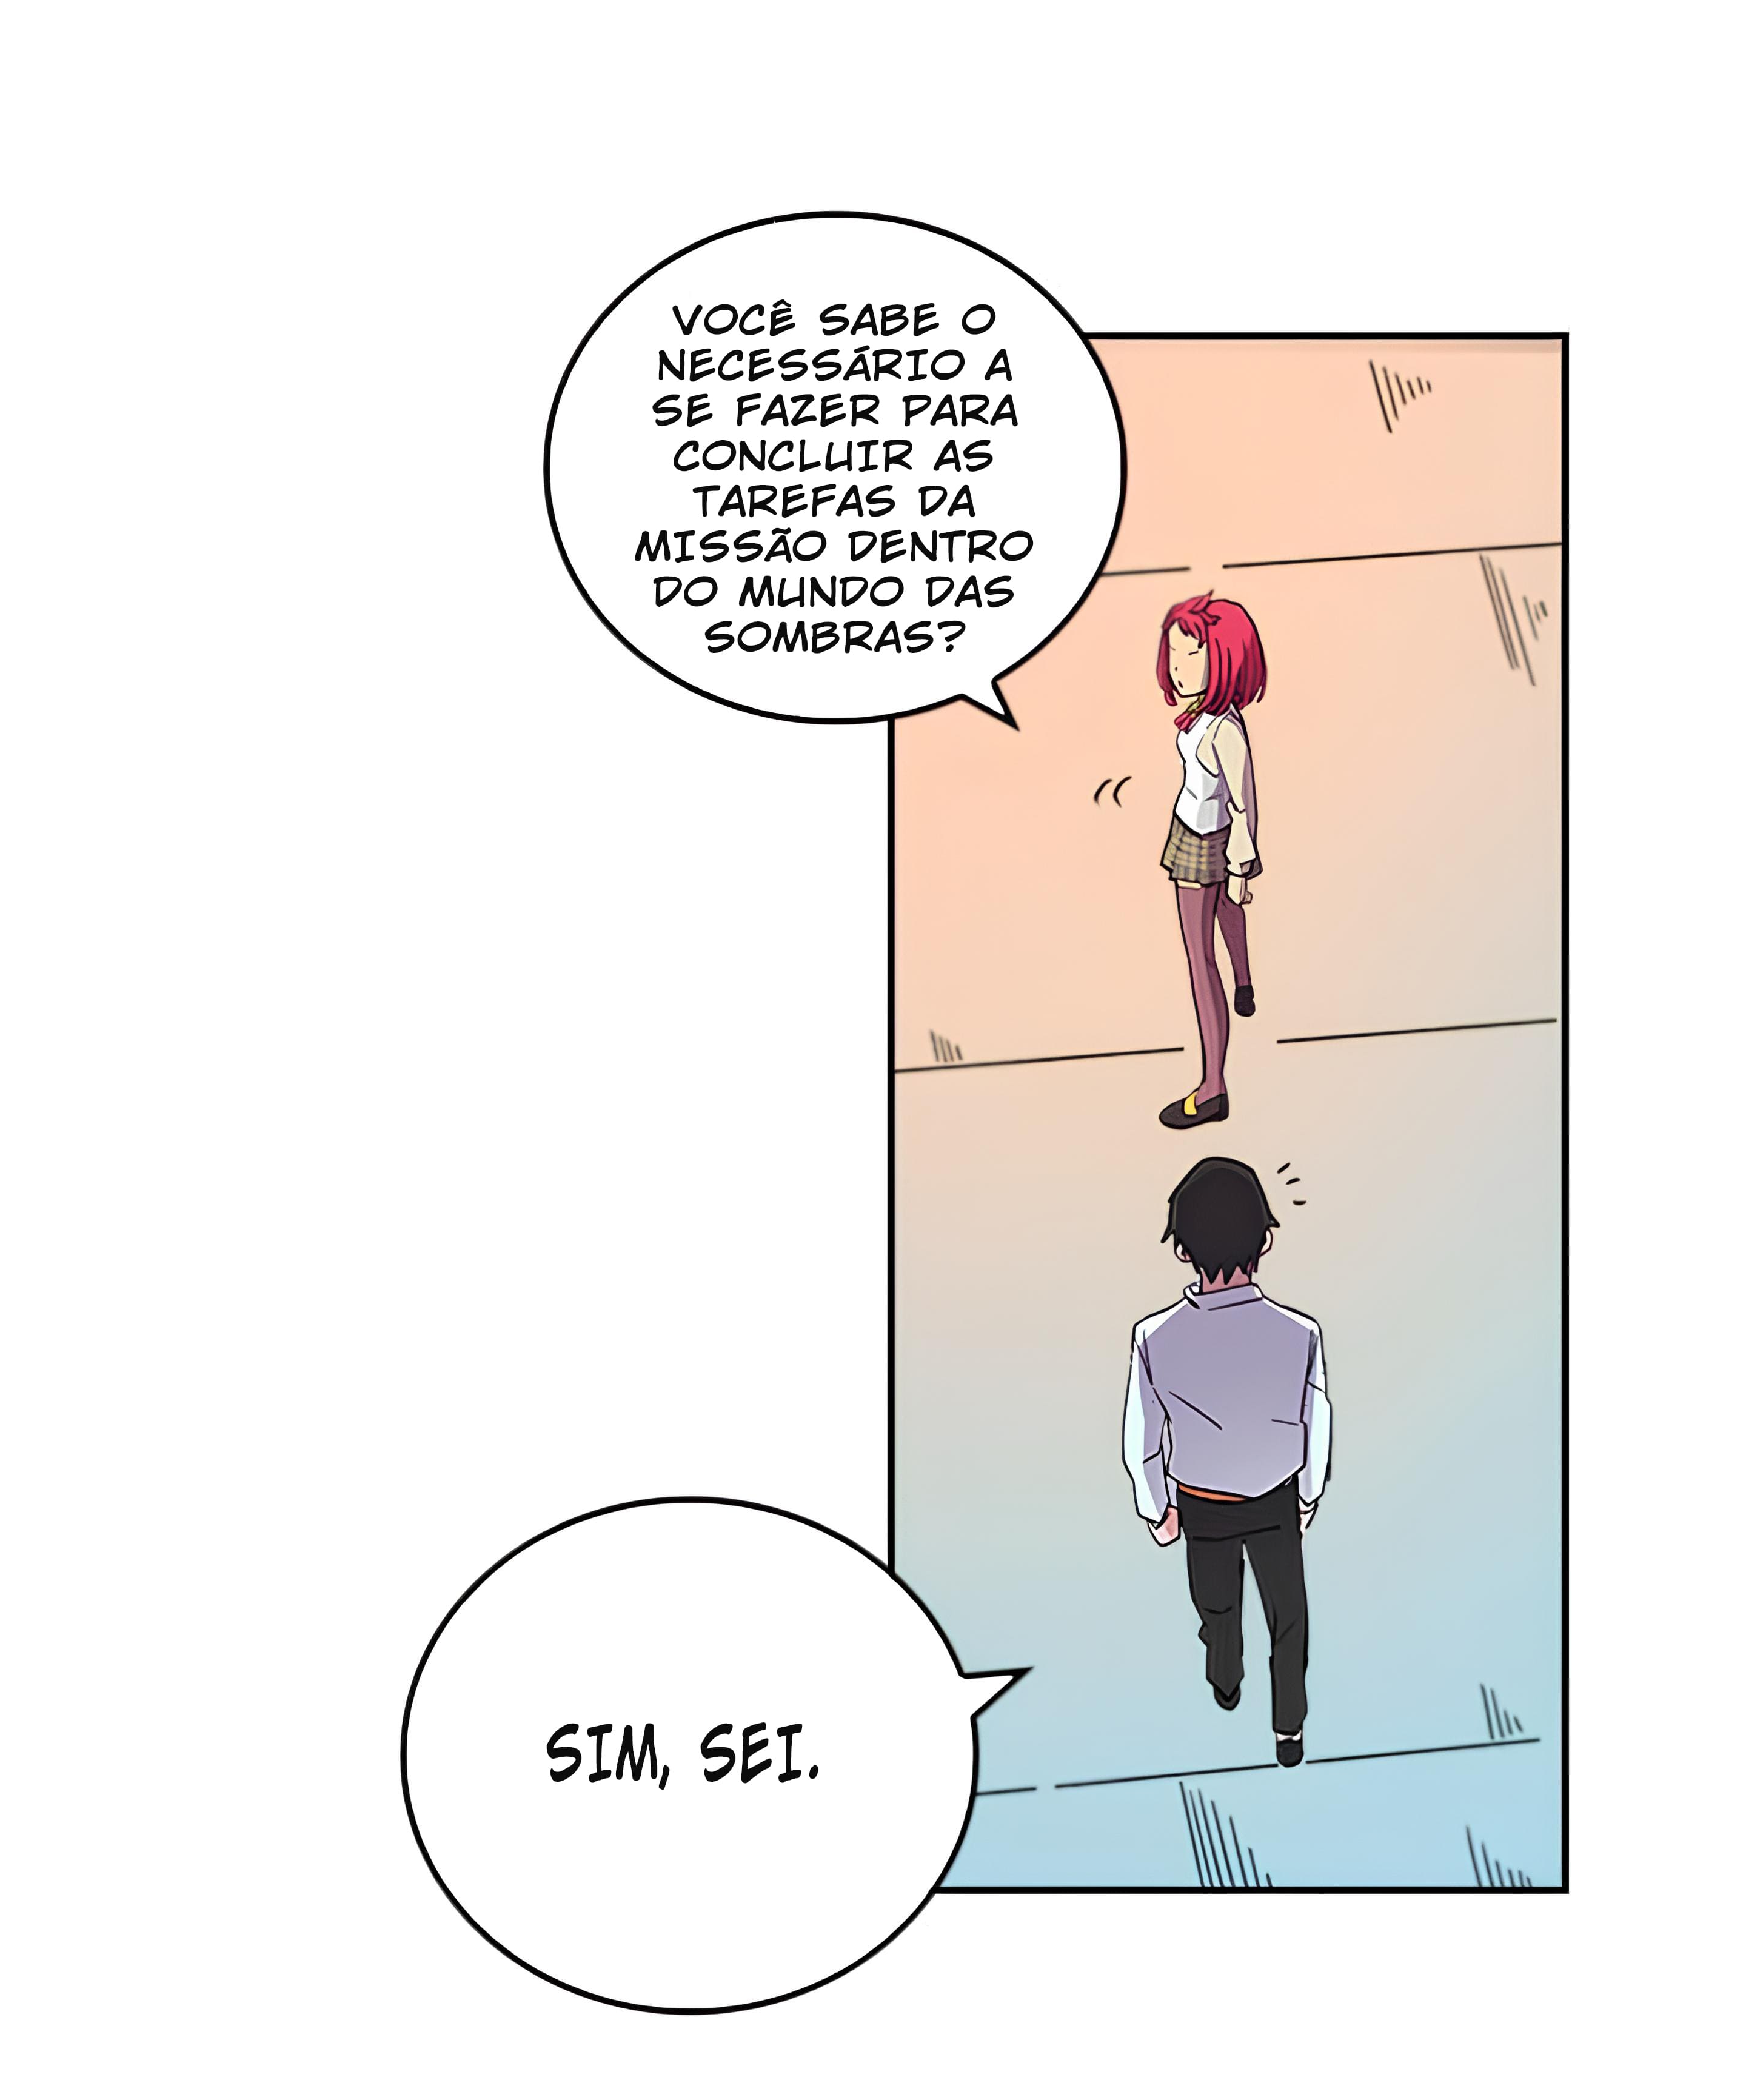 VOCÊ SABE O
NECESSÁRIO A
SE FAZER PARA
CONCLUIR AS
TAREFAS DA
MISSÃO DENTRO
DO MUNDO DAS
SOMBRAS?
SIM, SEI.